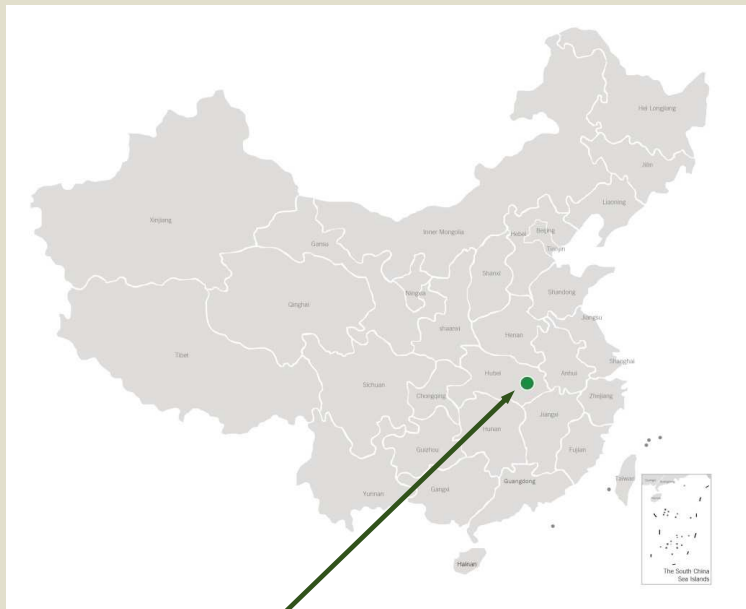 Hei Longjiang
Jilin
Liaoning
Xinjiang
Inner Mongolia
Hebei
Beijing
Gansu
Tianjin
Shanxi
Ningxia
Shandong
Qinghai
Jiangsu
shaanxi
Henan
Tibet
Shanghai
Hubei
Anhui
Sichuan
Chongqing
Zhejiang
Jiangxi
Hunan
Guizhou
Fujian
Taiwan
Guangdong
Yunnan
Gangxi
Hainan
The South China
Sea Islands